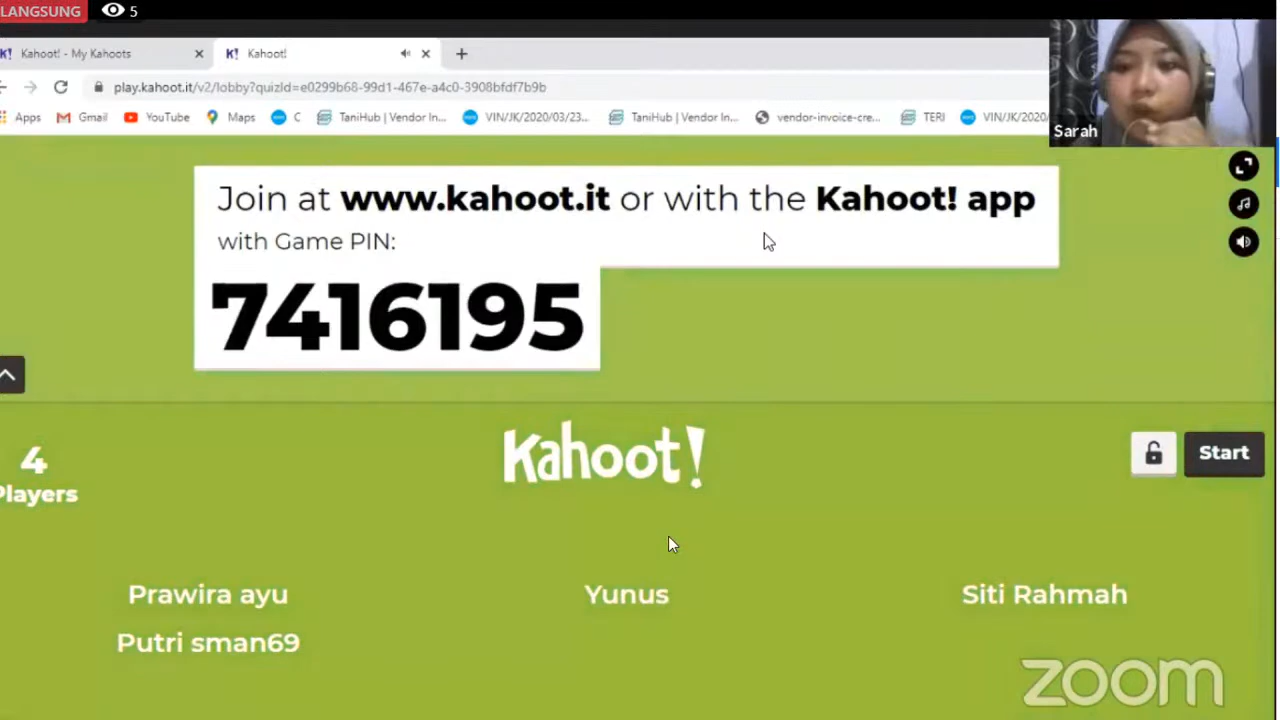 LANGSUNG 5
Kahoot! - My Kahoots Kahoot!
play.kahoot.it/v2/lobby?quizId=e0299b68-99d1-467e-a4c0-3908bfdf7b9b
Apps Gmail YouTube Maps C TaniHub | Vendor In... VIN/JK/2020/03/23... TaniHub | Vendor In... vendor-invoice-cre... TERI VIN/JK/2020/
Sarah
Join at www.kahoot.it or with the Kahoot! app
with Game PIN:
7416195
4
Players
Kahoot!
Start
Prawira ayu Yunus Siti Rahmah
Putri sman69
zoom